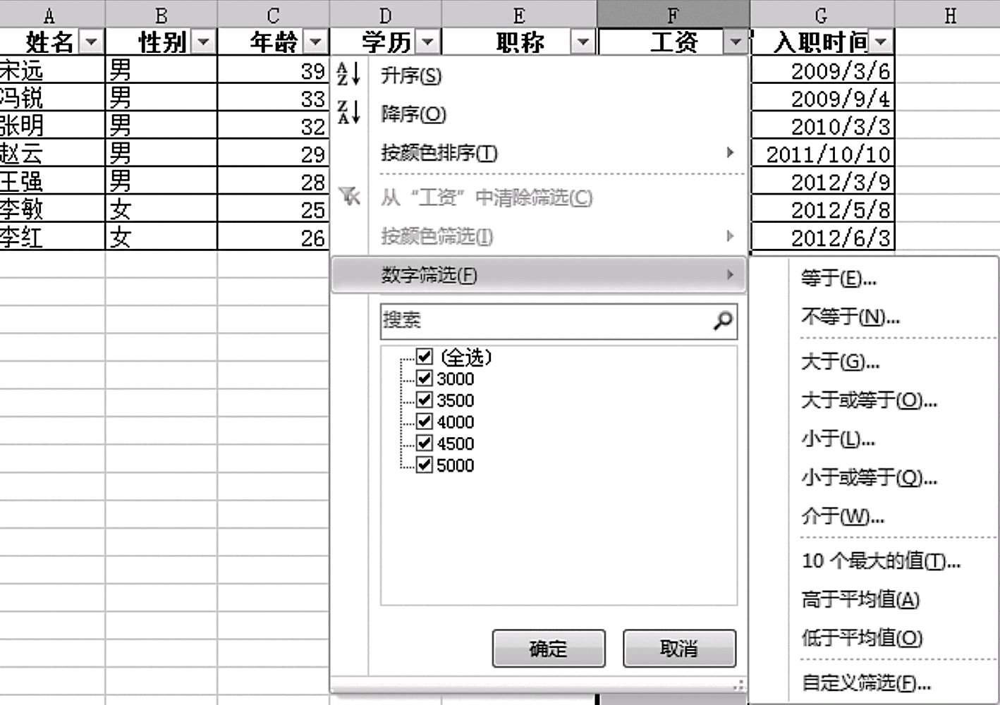 A B C D E F G H
姓名 性别 年龄 学历 职称 工资 入职时间
宋远 男 39 2009/3/6
冯锐 男 33 2009/9/4
张明 男 32 2010/3/3
赵云 男 29 2011/10/10
王强 男 28 2012/3/9
李敏 女 25 2012/5/8
李红 女 26 2012/6/3
升序(S)
降序(O)
按颜色排序(T)
从“工资”中清除筛选(C)
按颜色筛选(I)
数字筛选(F)
搜索
(全选)
3000
3500
4000
4500
5000
确定 取消
等于(E)...
不等于(N)...
大于(G)...
大于或等于(O)...
小于(L)...
小于或等于(Q)...
介于(W)...
10 个最大的值(T)...
高于平均值(A)
低于平均值(O)
自定义筛选(F)...